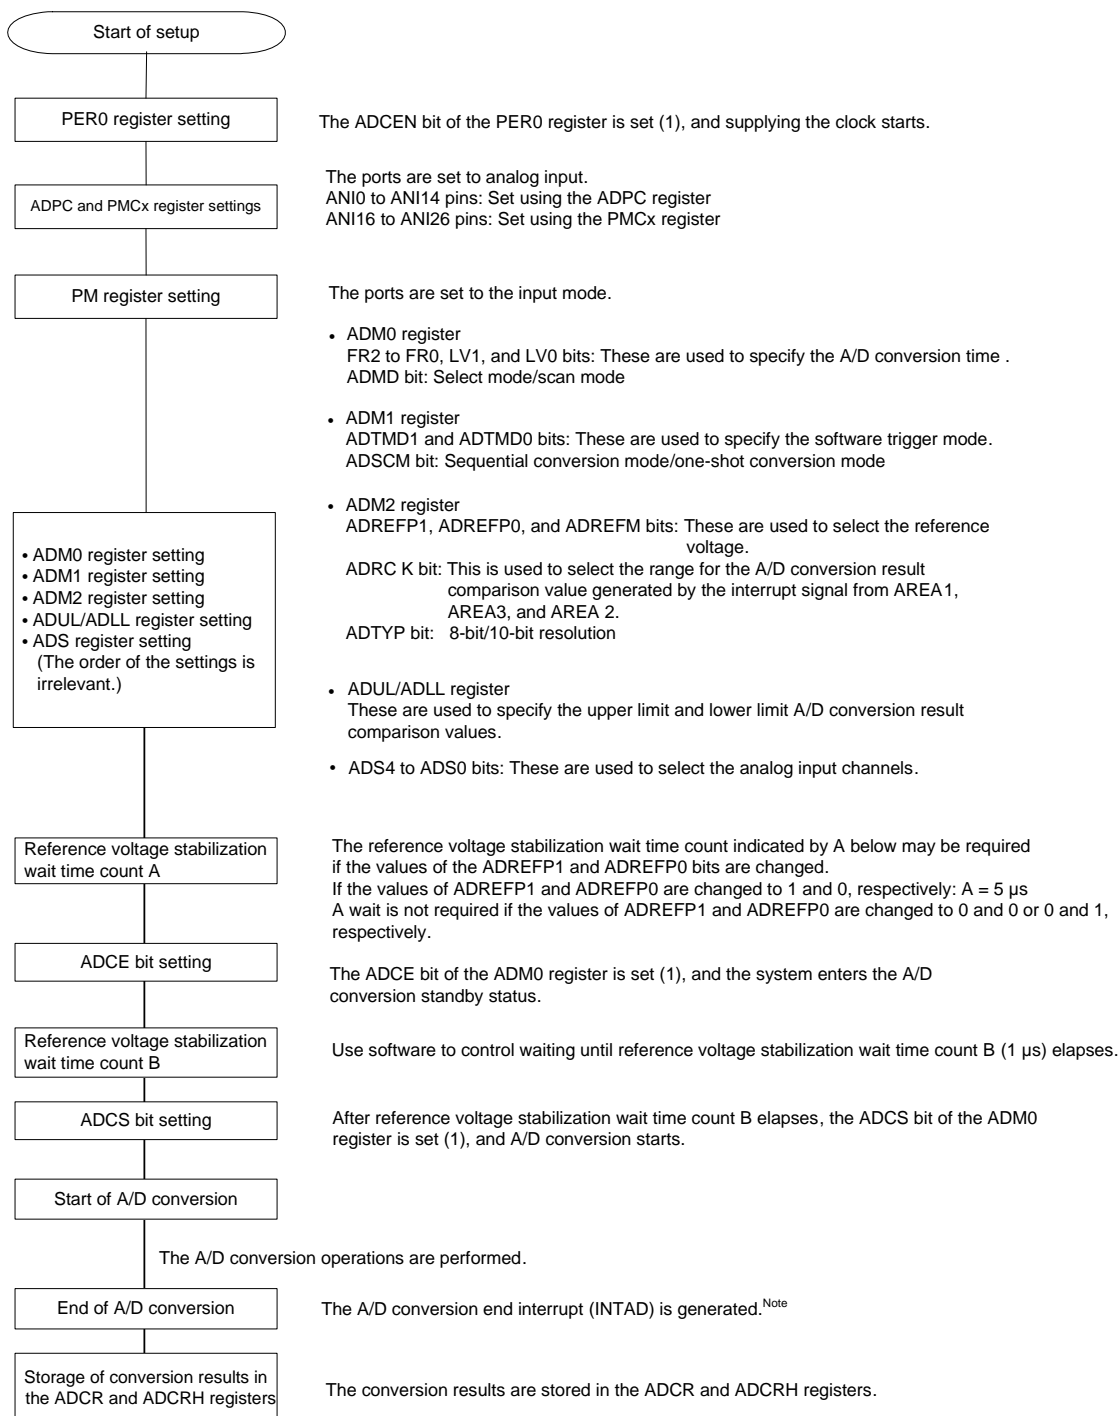 Start of setup
PER0 register setting
The ADCEN bit of the PER0 register is set (1), and supplying the clock starts.
ADPC and PMCx register settings
The ports are set to analog input.
ANI0 to ANI14 pins: Set using the ADPC register
ANI16 to ANI26 pins: Set using the PMCx register
PM register setting
The ports are set to the input mode.
• ADM0 register setting
• ADM1 register setting
• ADM2 register setting
• ADUL/ADLL register setting
• ADS register setting
(The order of the settings is
irrelevant.)
• ADM0 register
FR2 to FR0, LV1, and LV0 bits: These are used to specify the A/D conversion time .
ADMD bit: Select mode/scan mode
• ADM1 register
ADTMD1 and ADTMD0 bits: These are used to specify the software trigger mode.
ADSCM bit: Sequential conversion mode/one-shot conversion mode
• ADM2 register
ADREFP1, ADREFP0, and ADREFM bits: These are used to select the reference
voltage.
ADRC K bit: This is used to select the range for the A/D conversion result
comparison value generated by the interrupt signal from AREA1,
AREA3, and AREA 2.
ADTYP bit: 8-bit/10-bit resolution
• ADUL/ADLL register
These are used to specify the upper limit and lower limit A/D conversion result
comparison values.
• ADS4 to ADS0 bits: These are used to select the analog input channels.
Reference voltage stabilization
wait time count A
The reference voltage stabilization wait time count indicated by A below may be required
if the values of the ADREFP1 and ADREFP0 bits are changed.
If the values of ADREFP1 and ADREFP0 are changed to 1 and 0, respectively: A = 5 μs
A wait is not required if the values of ADREFP1 and ADREFP0 are changed to 0 and 0 or 0 and 1,
respectively.
ADCE bit setting
The ADCE bit of the ADM0 register is set (1), and the system enters the A/D
conversion standby status.
Reference voltage stabilization
wait time count B
Use software to control waiting until reference voltage stabilization wait time count B (1 μs) elapses.
ADCS bit setting
After reference voltage stabilization wait time count B elapses, the ADCS bit of the ADM0
register is set (1), and A/D conversion starts.
Start of A/D conversion
The A/D conversion operations are performed.
End of A/D conversion
The A/D conversion end interrupt (INTAD) is generated.Note
Storage of conversion results in
the ADCR and ADCRH registers
The conversion results are stored in the ADCR and ADCRH registers.